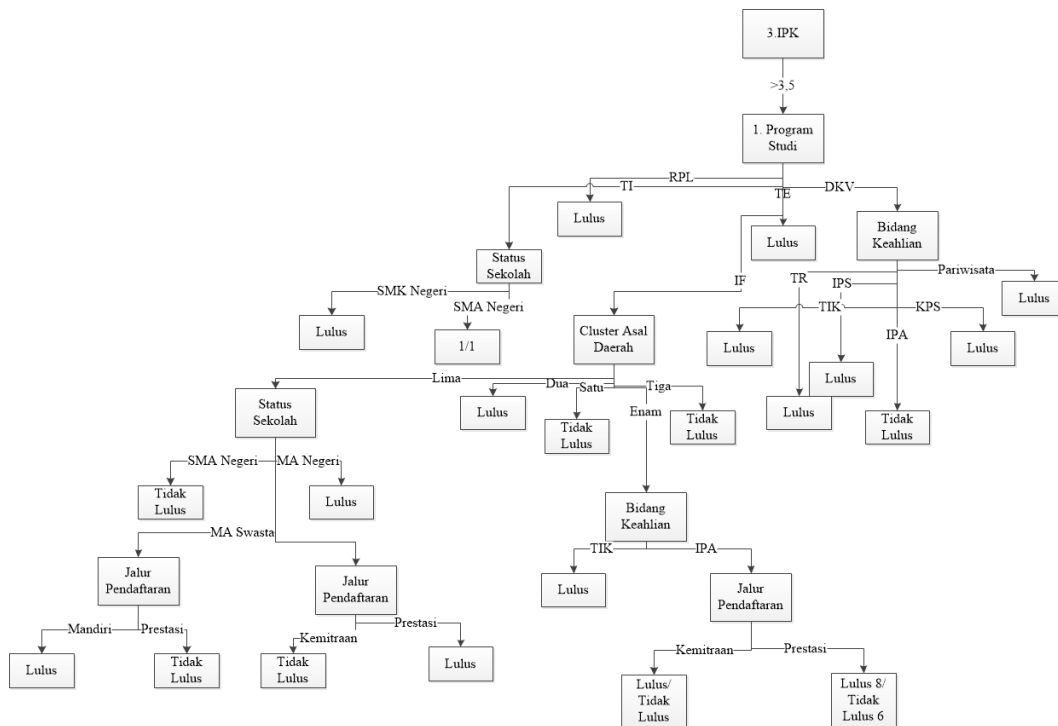 3.IPK
>3,5
1. Program
Studi
RPL
TI
TE
DKV
Lulus
Lulus
Bidang
Keahlian
Status
Sekolah
IF
TR
IPS
Pariwisata
Lulus
SMK Negeri
SMA Negeri
TIK
KPS
Lulus
1/1
Cluster Asal
Daerah
Lulus
IPA
Lulus
Lulus
Lima
Dua
Satu
Tiga
Status
Sekolah
Lulus
Enam
Lulus
Tidak
Lulus
Tidak
Lulus
Tidak
Lulus
SMA Negeri
MA Negeri
Tidak
Lulus
Lulus
Bidang
Keahlian
MA Swasta
TIK
IPA
Jalur
Pendaftaran
Jalur
Pendaftaran
Lulus
Jalur
Pendaftaran
Mandiri
Prestasi
Kemitraan
Prestasi
Kemitraan
Prestasi
Lulus
Tidak
Lulus
Tidak
Lulus
Lulus
Lulus/
Tidak
Lulus
Lulus 8/
Tidak
Lulus 6